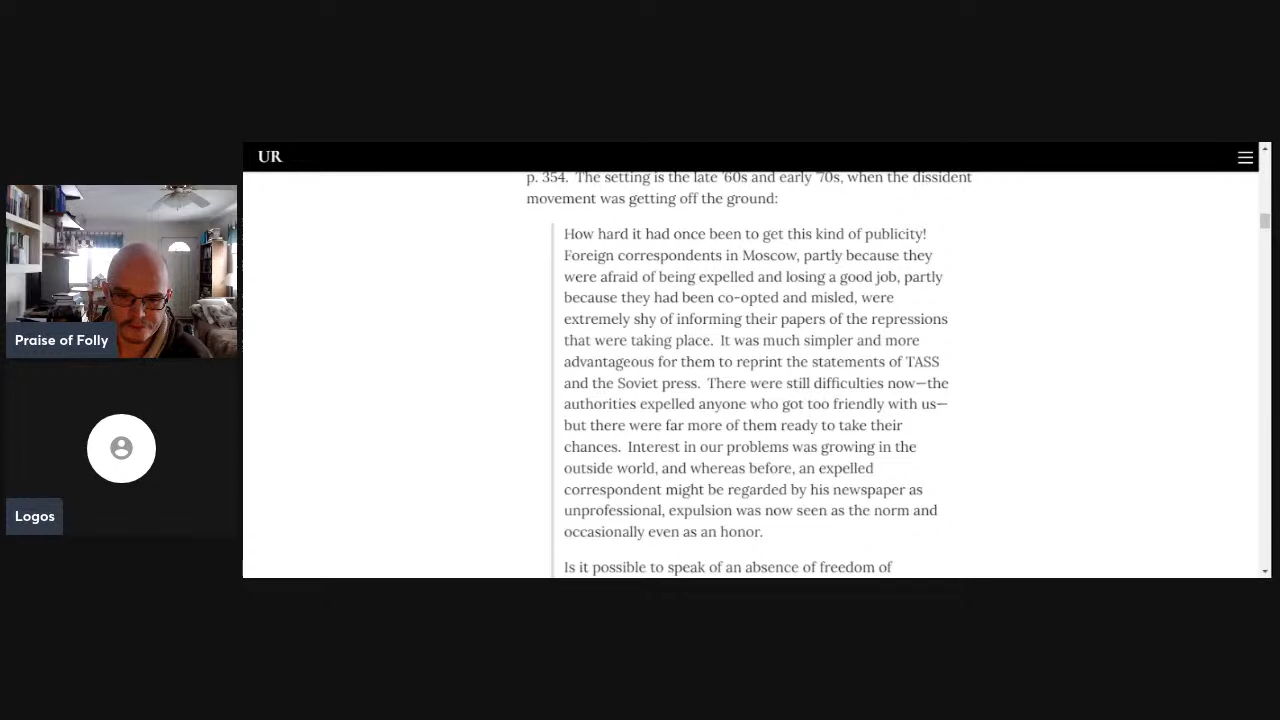 UR
p. 354. The setting is the late '60s and early '70s, when the dissident
movement was getting off the ground:
How hard it had once been to get this kind of publicity!
Foreign correspondents in Moscow, partly because they
were afraid of being expelled and losing a good job, partly
because they had been co-opted and misled, were
extremely shy of informing their papers of the repressions
that were taking place. It was much simpler and more
advantageous for them to reprint the statements of TASS
and the Soviet press. There were still difficulties now—the
authorities expelled anyone who got too friendly with us—
but there were far more of them ready to take their
chances. Interest in our problems was growing in the
outside world, and whereas before, an expelled
correspondent might be regarded by his newspaper as
unprofessional, expulsion was now seen as the norm and
occasionally even as an honor.
Is it possible to speak of an absence of freedom of
Praise of Folly
Logos